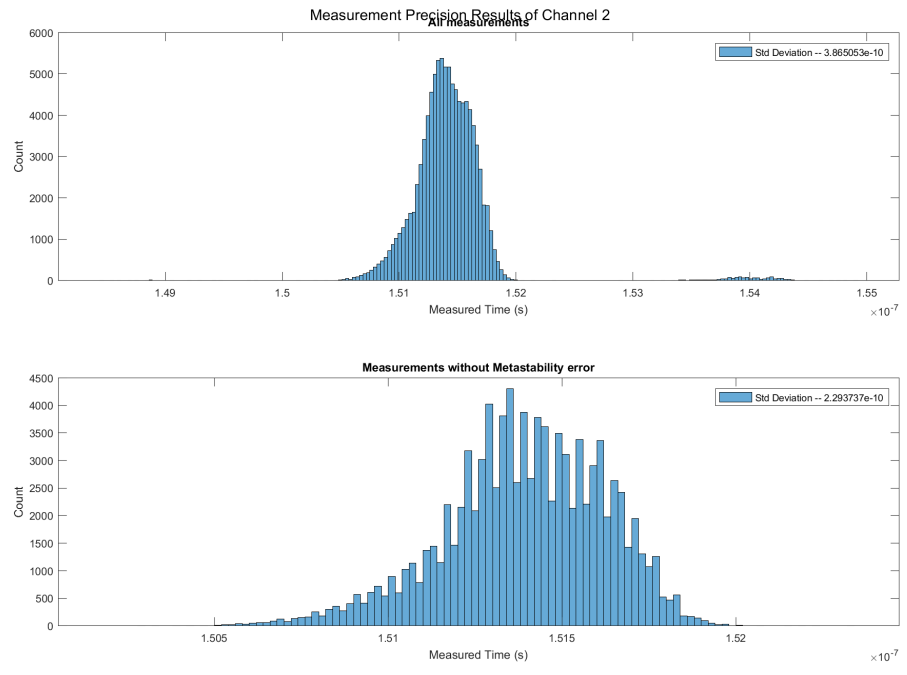 Measurement Precision Results of Channel 2
All measurements
6000
5000
4000
3000
2000
1000
0
Count
Std Deviation -- 3.865053e-10
1.49 1.5 1.51 1.52 1.53 1.54 1.55
Measured Time (s)
×10-7
Measurements without Metastability error
4500
4000
3500
3000
2500
2000
1500
1000
500
0
Count
Std Deviation -- 2.293737e-10
1.505 1.51 1.515 1.52
Measured Time (s)
×10-7